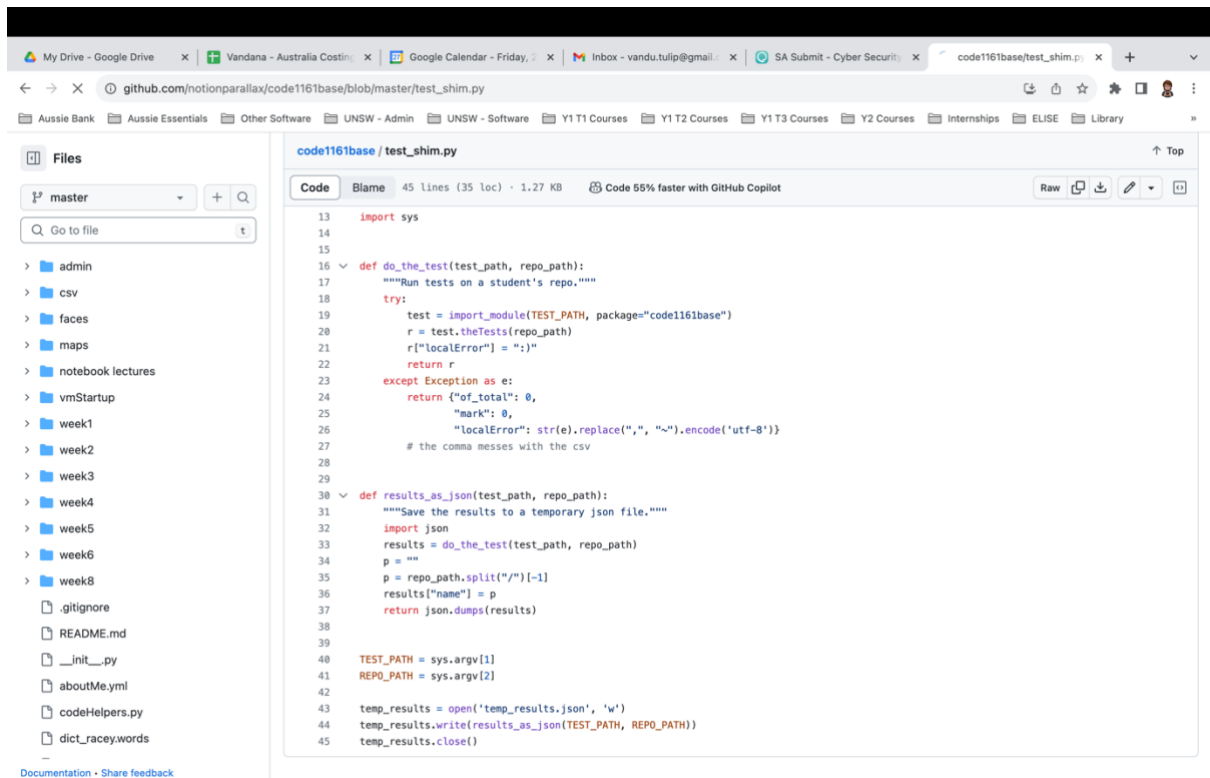 My Drive - Google Drive
Vandana - Australia Costing
Google Calendar - Friday, 2
Inbox - vandu.tulip@gmail.c
SA Submit - Cyber Security
code1161base/test_shim.py
github.com/notionparallax/code1161base/blob/master/test_shim.py
Aussie Bank
Aussie Essentials
Other Software
UNSW - Admin
UNSW - Software
Y1 T1 Courses
Y1 T2 Courses
Y1 T3 Courses
Y2 Courses
Internships
ELISE
Library
»
Files
master
Go to file
t
admin
csv
faces
maps
notebook lectures
vmStartup
week1
week2
week3
week4
week5
week6
week8
.gitignore
README.md
__init__.py
aboutMe.yml
codeHelpers.py
dict_racey.words
Documentation • Share feedback
code1161base / test_shim.py
↑ Top
Code
Blame
45 lines (35 loc) · 1.27 KB
Code 55% faster with GitHub Copilot
Raw
13 import sys
14
15
16 def do_the_test(test_path, repo_path):
17     """Run tests on a student's repo."""
18     try:
19         test = import_module(TEST_PATH, package="code1161base")
20         r = test.theTests(repo_path)
21         r["localError"] = ":)"
22         return r
23     except Exception as e:
24         return {"of_total": 0,
25                 "mark": 0,
26                 "localError": str(e).replace(",", "~").encode('utf-8')}
27         # the comma messes with the csv
28
29
30 def results_as_json(test_path, repo_path):
31     """Save the results to a temporary json file."""
32     import json
33     results = do_the_test(test_path, repo_path)
34     p = ""
35     p = repo_path.split("/")[-1]
36     results["name"] = p
37     return json.dumps(results)
38
39
40 TEST_PATH = sys.argv[1]
41 REPO_PATH = sys.argv[2]
42
43 temp_results = open('temp_results.json', 'w')
44 temp_results.write(results_as_json(TEST_PATH, REPO_PATH))
45 temp_results.close()